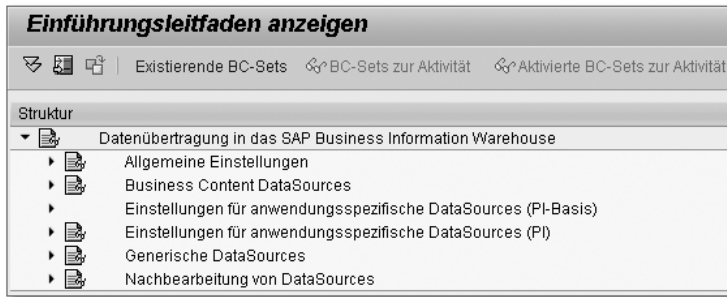 Einführungsleitfaden anzeigen
Existierende BC-Sets BC-Sets zur Aktivität Aktivierte BC-Sets zur Aktivität
Struktur
Datenübertragung in das SAP Business Information Warehouse
Allgemeine Einstellungen
Business Content DataSources
Einstellungen für anwendungsspezifische DataSources (PI-Basis)
Einstellungen für anwendungsspezifische DataSources (PI)
Generische DataSources
Nachbearbeitung von DataSources